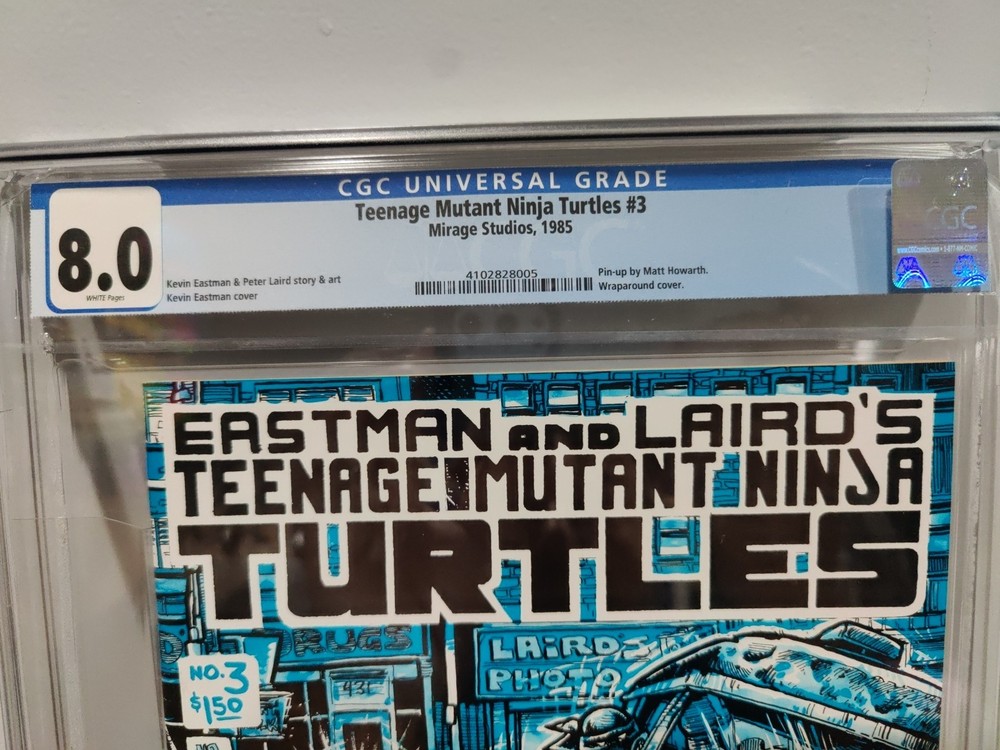 CGC UNIVERSAL GRADE
Teenage Mutant Ninja Turtles #3
Mirage Studios, 1985
8.0
WHITE Pages
Kevin Eastman & Peter Laird story & art
Kevin Eastman cover
4102828005
Pin-up by Matt Howarth.
Wraparound cover.
CGC
EASTMAN AND LAIRD'S
TEENAGE MUTANT NINJA
TURTLES
DRUGS
LAIRD'S
PHOTO
431
NO. 3
$1.50